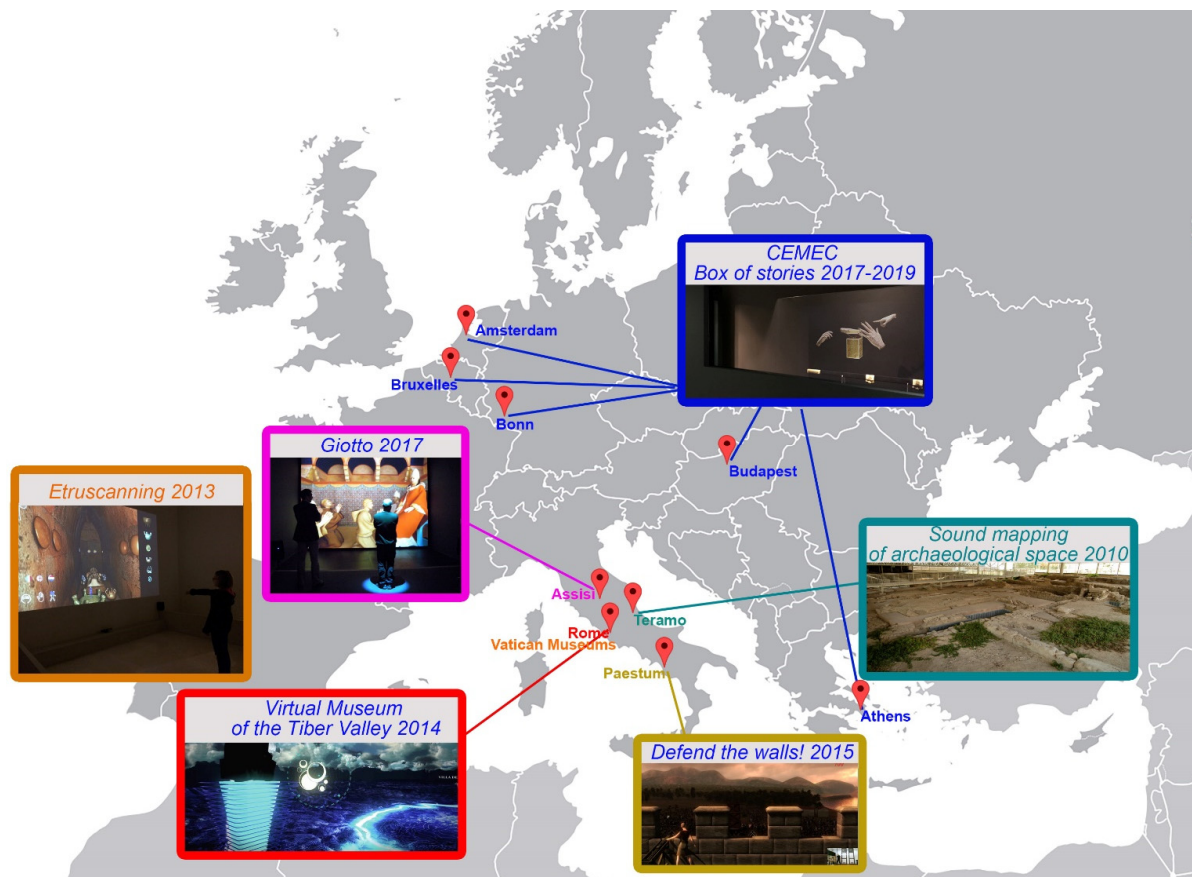 CEMEC
Box of stories 2017-2019
Amsterdam
Bruxelles
Bonn
Budapest
Giotto 2017
Etruscanning 2013
Sound mapping
of archaeological space 2010
Assisi
Teramo
Rome
Vatican Museums
Paestum
Athens
Virtual Museum
of the Tiber Valley 2014
Defend the walls! 2015